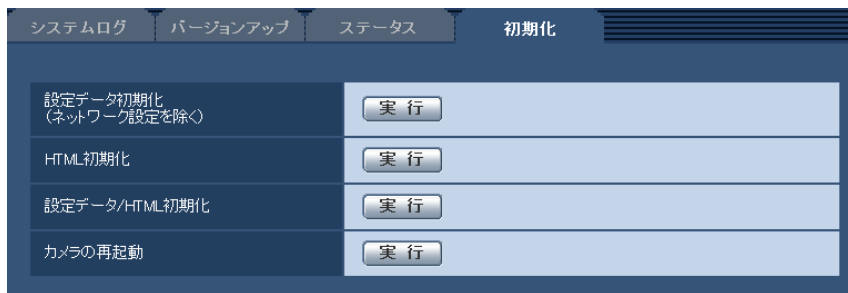 システムログ バージョンアップ ステータス 初期化
設定データ初期化
(ネットワーク設定を除く)
実 行
HTML初期化
実 行
設定データ/HTML初期化
実 行
カメラの再起動
実 行